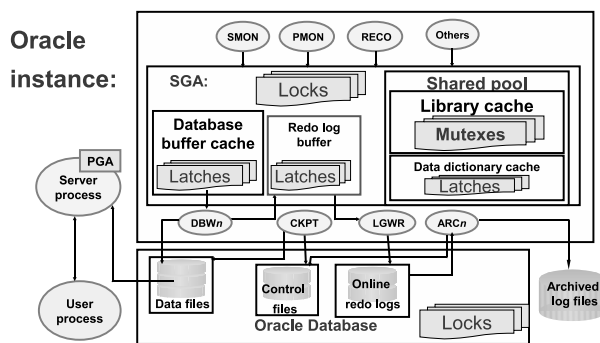 Oracle
instance:
SMON
PMON
RECO
Others
SGA:
Locks
Shared pool
Library cache
Mutexes
Database
buffer cache
Latches
Redo log
buffer
Latches
Data dictionary cache
Latches
PGA
Server
process
DBWn
CKPT
LGWR
ARCn
User
process
Data files
Control
files
Online
redo logs
Oracle Database
Locks
Archived
log files